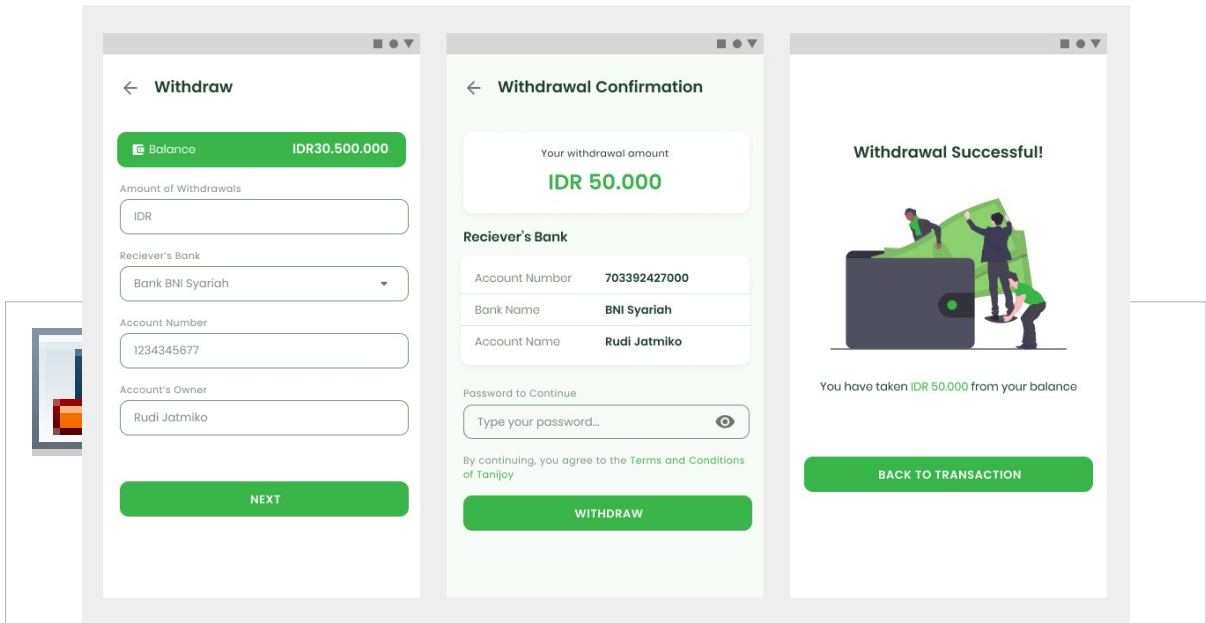 Withdraw
Balance IDR30.500.000
Amount of Withdrawals
IDR
Reciever's Bank
Bank BNI Syariah
Account Number
1234345677
Account's Owner
Rudi Jatmiko
NEXT
Withdrawal Confirmation
Your withdrawal amount
IDR 50.000
Reciever's Bank
Account Number 703392427000
Bank Name BNI Syariah
Account Name Rudi Jatmiko
Password to Continue
Type your password...
By continuing, you agree to the Terms and Conditions
of Tanijoy
WITHDRAW
Withdrawal Successful!
You have taken IDR 50.000 from your balance
BACK TO TRANSACTION